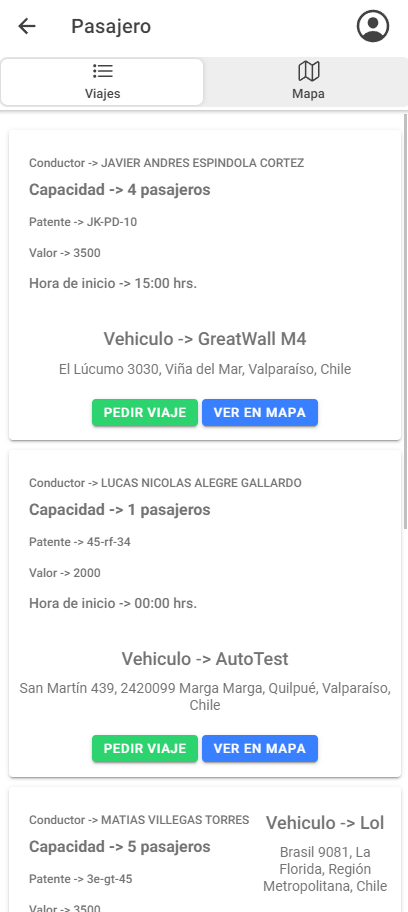 Pasajero
Viajes
Mapa
Conductor -> JAVIER ANDRES ESPINDOLA CORTEZ
Capacidad -> 4 pasajeros
Patente -> JK-PD-10
Valor -> 3500
Hora de inicio -> 15:00 hrs.
Vehiculo -> GreatWall M4
El Lúcumo 3030, Viña del Mar, Valparaíso, Chile
PEDIR VIAJE
VER EN MAPA
Conductor -> LUCAS NICOLAS ALEGRE GALLARDO
Capacidad -> 1 pasajeros
Patente -> 45-rf-34
Valor -> 2000
Hora de inicio -> 00:00 hrs.
Vehiculo -> AutoTest
San Martín 439, 2420099 Marga Marga, Quilpué, Valparaíso,
Chile
PEDIR VIAJE
VER EN MAPA
Conductor -> MATIAS VILLEGAS TORRES
Capacidad -> 5 pasajeros
Patente -> 3e-gt-45
Valor -> 3500
Vehiculo -> Lol
Brasil 9081, La
Florida, Región
Metropolitana, Chile